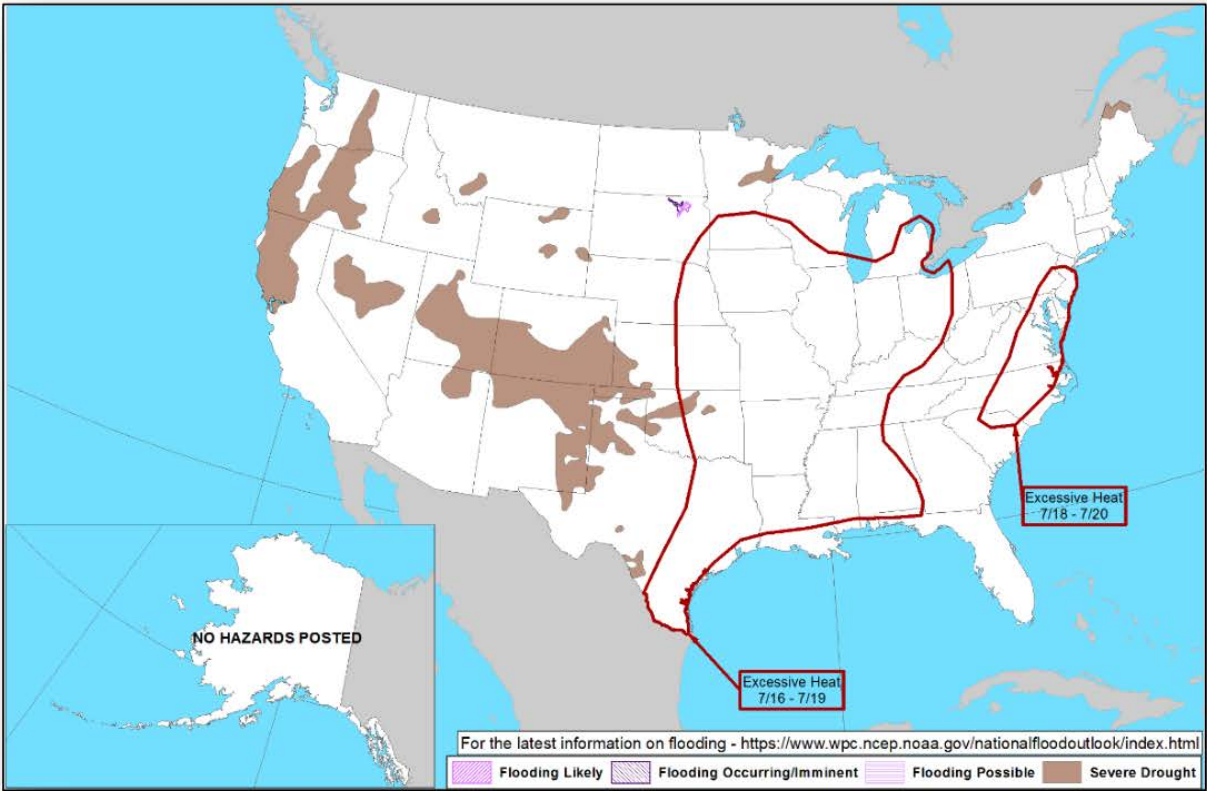 Excessive Heat
7/18 - 7/20
NO HAZARDS POSTED
Excessive Heat
7/16 - 7/19
For the latest information on flooding - https://www.wpc.ncep.noaa.gov/nationalfloodoutlook/index.html
Flooding Likely Flooding Occurring/Imminent Flooding Possible Severe Drought